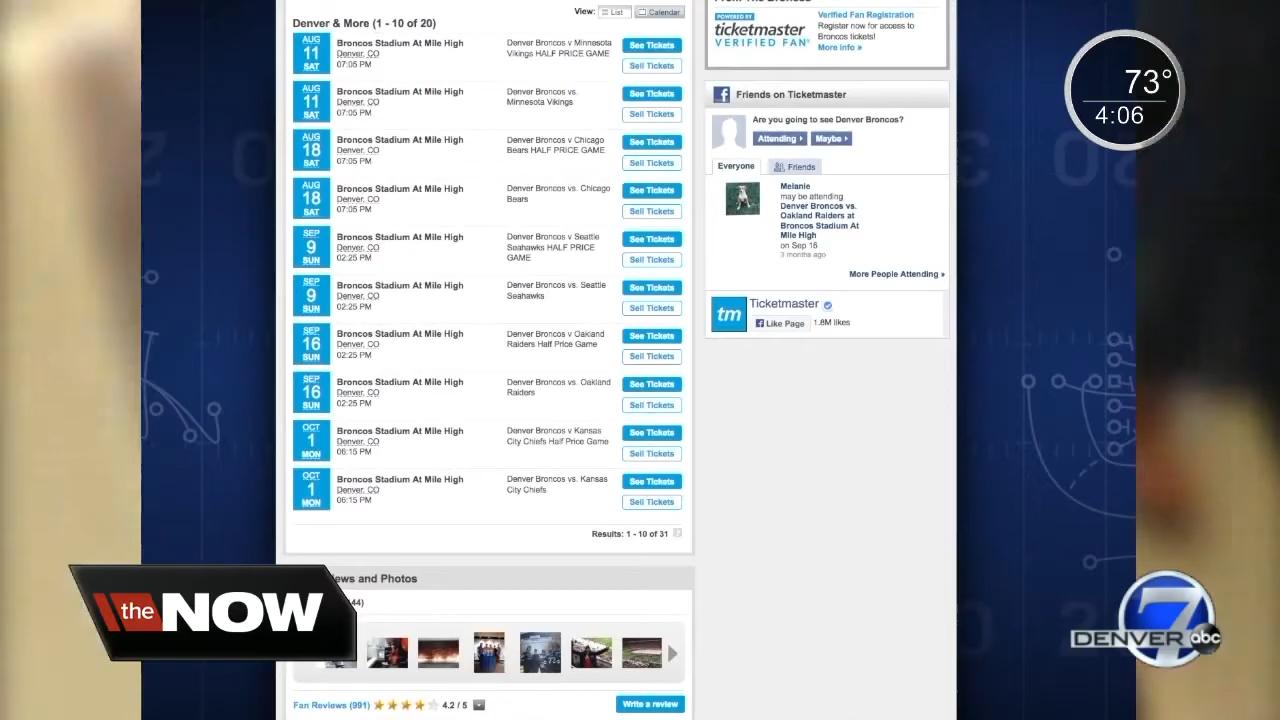 View: List Calendar
Denver & More (1 - 10 of 20)
AUG
11
SAT
Broncos Stadium At Mile High
Denver, CO
07:05 PM
Denver Broncos v Minnesota
Vikings HALF PRICE GAME
See Tickets
Sell Tickets
AUG
11
SAT
Broncos Stadium At Mile High
Denver, CO
07:05 PM
Denver Broncos vs.
Minnesota Vikings
See Tickets
Sell Tickets
AUG
18
SAT
Broncos Stadium At Mile High
Denver, CO
07:05 PM
Denver Broncos v Chicago
Bears HALF PRICE GAME
See Tickets
Sell Tickets
AUG
18
SAT
Broncos Stadium At Mile High
Denver, CO
07:05 PM
Denver Broncos vs. Chicago
Bears
See Tickets
Sell Tickets
SEP
9
SUN
Broncos Stadium At Mile High
Denver, CO
02:25 PM
Denver Broncos v Seattle
Seahawks HALF PRICE
GAME
See Tickets
Sell Tickets
SEP
9
SUN
Broncos Stadium At Mile High
Denver, CO
02:25 PM
Denver Broncos vs. Seattle
Seahawks
See Tickets
Sell Tickets
SEP
16
SUN
Broncos Stadium At Mile High
Denver, CO
02:25 PM
Denver Broncos v Oakland
Raiders Half Price Game
See Tickets
Sell Tickets
SEP
16
SUN
Broncos Stadium At Mile High
Denver, CO
02:25 PM
Denver Broncos vs. Oakland
Raiders
See Tickets
Sell Tickets
OCT
1
MON
Broncos Stadium At Mile High
Denver, CO
06:15 PM
Denver Broncos v Kansas
City Chiefs Half Price Game
See Tickets
Sell Tickets
OCT
1
MON
Broncos Stadium At Mile High
Denver, CO
06:15 PM
Denver Broncos vs. Kansas
City Chiefs
See Tickets
Sell Tickets
Results: 1 - 10 of 31
and Photos
Fan Reviews (991) 4.2 / 5
Write a review
POWERED BY
ticketmaster
VERIFIED FAN
Verified Fan Registration
Register now for access to
Broncos tickets!
More info »
Friends on Ticketmaster
Are you going to see Denver Broncos?
Attending Maybe
Everyone Friends
Melanie
may be attending
Denver Broncos vs.
Oakland Raiders at
Broncos Stadium At
Mile High
on Sep 16
3 months ago
More People Attending »
tm
Ticketmaster
Like Page 1.8M likes
73°
4:06
the NOW
7
DENVER abc